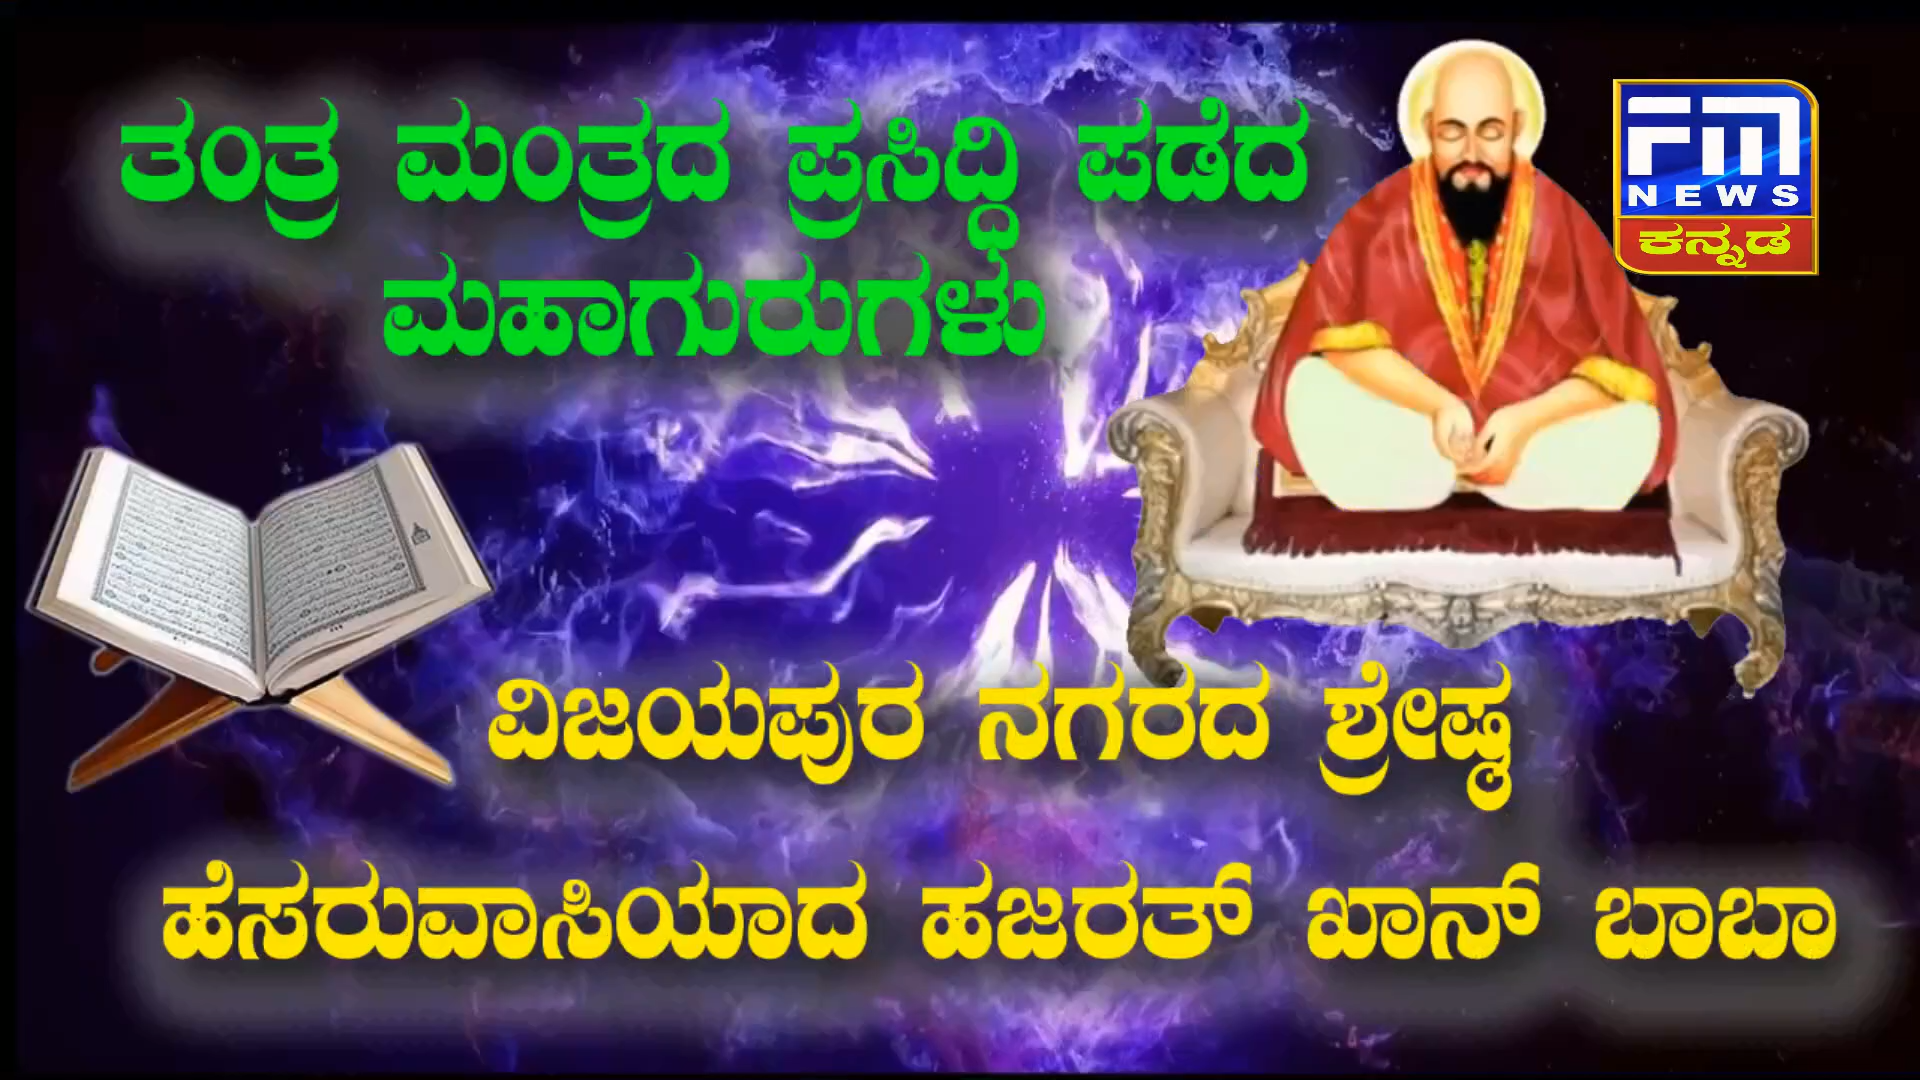 ತಂತ್ರ ಮಂತ್ರದ ಪ್ರಸಿದ್ಧಿ ಪಡೆದ
ಮಹಾಗುರುಗಳು
FM
NEWS
ಕನ್ನಡ
ವಿಜಯಪುರ ನಗರದ ಶ್ರೇಷ್ಠ
ಹೆಸರುವಾಸಿಯಾದ ಹಜರತ್ ಖಾನ್ ಬಾಬಾ